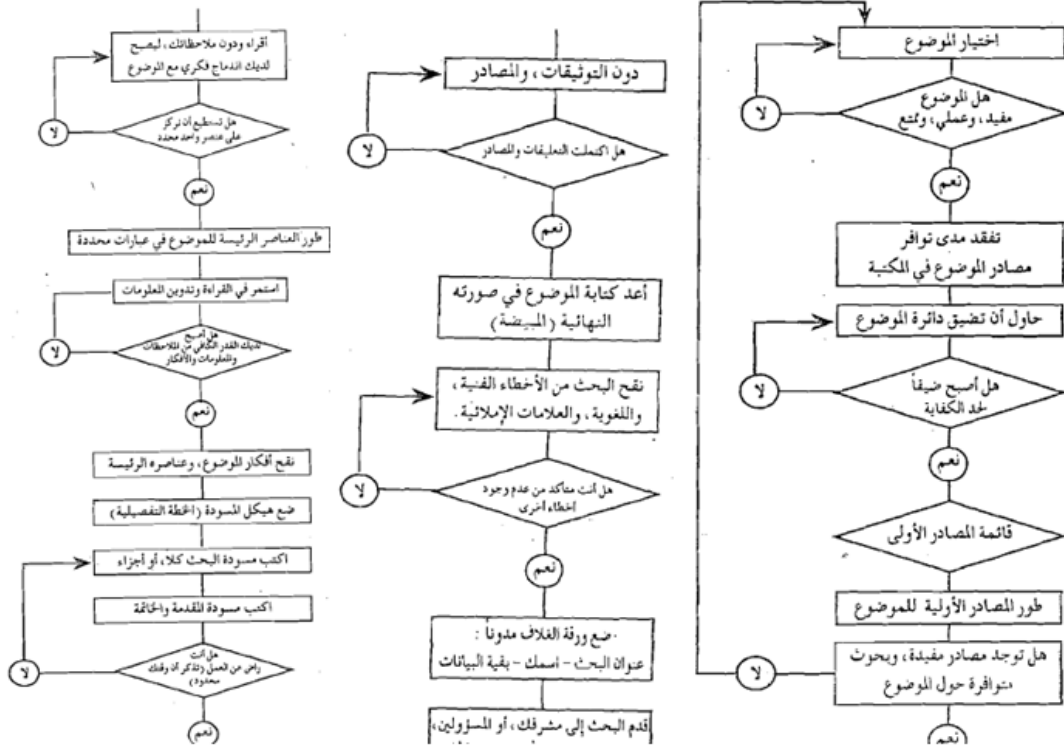 اختيار الموضوع
هل الموضوع
مفيد، وعملي، وممتع
لا
نعم
تفقد مدى توافر
مصادر الموضوع في المكتبة
حاول أن تضيق دائرة الموضوع
هل أصبح ضيفاً
لحد الكفاية
لا
نعم
قائمة المصادر الأولى
طور المصادر الأولية للموضوع
هل توجد مصادر مفيدة، وبحوث
متوافرة حول الموضوع
لا
نعم
دون التوثيقات، والمصادر
هل اكتملت التعليقات والمصادر
لا
نعم
أعد كتابة الموضوع في صورته
النهائية (المبيضة)
نقح البحث من الأخطاء الفنية،
واللغوية، والعلامات الإملائية.
هل أنت متأكد من عدم وجود
أخطاء أخرى
لا
نعم
ضع ورقة الغلاف مدونا :
عنوان البحث - اسمك - بقية البيانات
قدم البحث إلى مشرفك، أو المسؤولين،
أقراء ودون ملاحظاتك، ليصبح
لديك اندماج فكري مع الموضوع
هل تستطيع أن تركز
على عنصر واحد محدد
لا
نعم
طور العناصر الرئيسة للموضوع في عبارات محددة
استمر في القراءة وتدوين المعلومات
هل أصبح
لديك القدر الكافي من الملاحظات
والمعلومات والأفكار
لا
نعم
نقح أفكار الموضوع، وعناصره الرئيسة
ضع هيكل المسودة (الخطة التفصيلية)
اكتب مسودة البحث كلا، أو أجزاء
اكتب مسودة المقدمة والخاتمة
هل أنت
راض عن العمل وتذكر أن وقتك
محدود)
لا
نعم